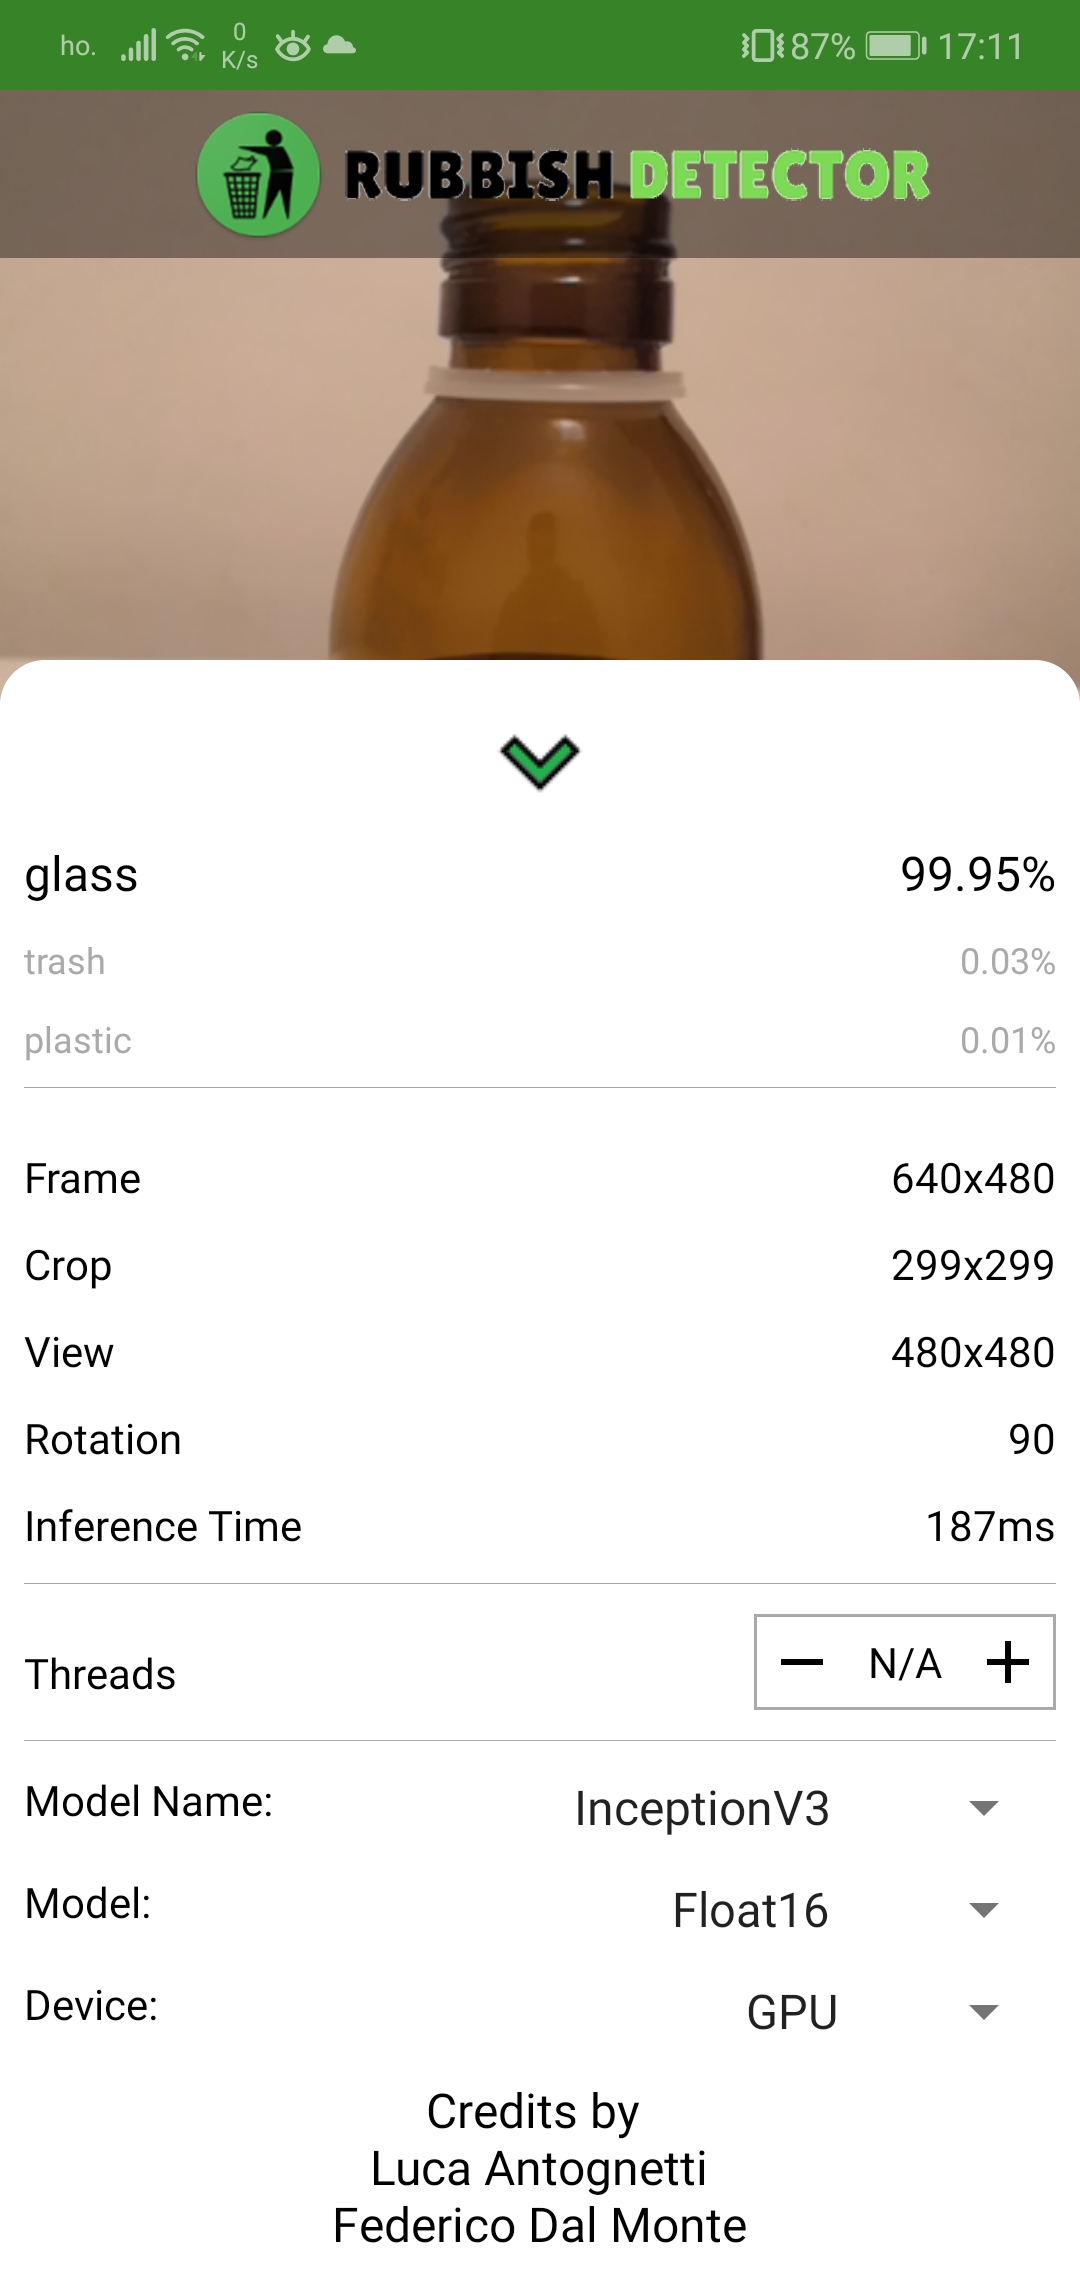 ho. 0 K/s 87% 17:11
RUBBISH DETECTOR
glass 99.95%
trash 0.03%
plastic 0.01%
Frame 640x480
Crop 299x299
View 480x480
Rotation 90
Inference Time 187ms
Threads N/A
Model Name: InceptionV3
Model: Float16
Device: GPU
Credits by
Luca Antognetti
Federico Dal Monte